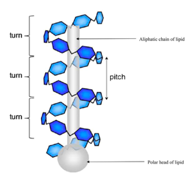 turn
Aliphatic chain of lipid
turn
pitch
turn
Polar head of lipid